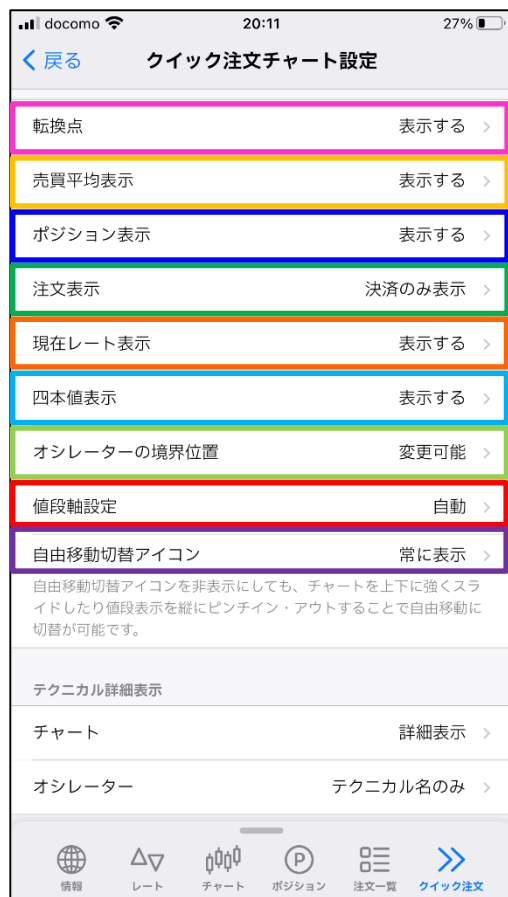 docomo 20:11 27%
戻る クイック注文チャート設定
転換点 表示する
売買平均表示 表示する
ポジション表示 表示する
注文表示 決済のみ表示
現在レート表示 表示する
四本値表示 表示する
オシレーターの境界位置 変更可能
値段軸設定 自動
自由移動切替アイコン 常に表示
自由移動切替アイコンを非表示にしても、チャートを上下に強くスラ
イドしたり値段表示を縦にピンチイン・アウトすることで自由移動に
切替が可能です。
テクニカル詳細表示
チャート 詳細表示
オシレーター テクニカル名のみ
P
情報 レート チャート ポジション 注文一覧 クイック注文